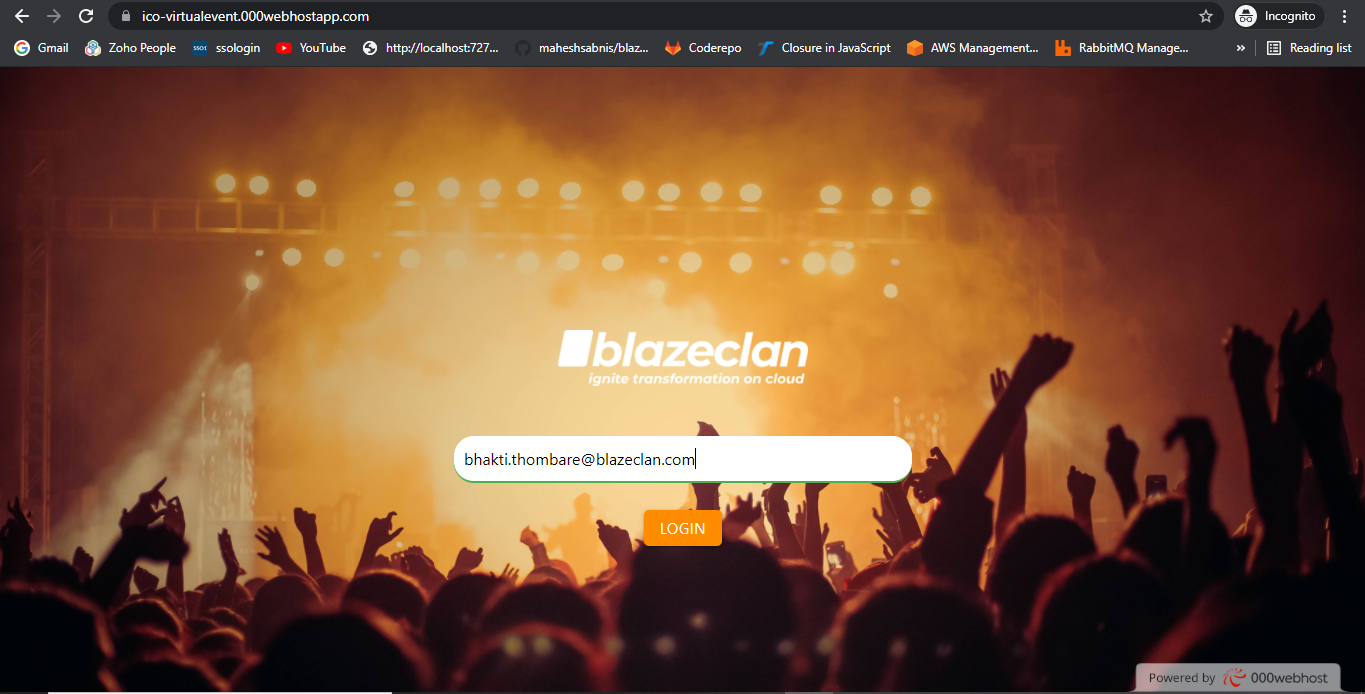 ico-virtualevent.000webhostapp.com
Incognito
Gmail
Zoho People
SSO1
ssologin
YouTube
http://localhost:727...
maheshsabnis/blaz...
Coderepo
Closure in JavaScript
AWS Management...
RabbitMQ Manage...
»
Reading list
blazeclan
ignite transformation on cloud
bhakti.thombare@blazeclan.com
LOGIN
Powered by 000webhost